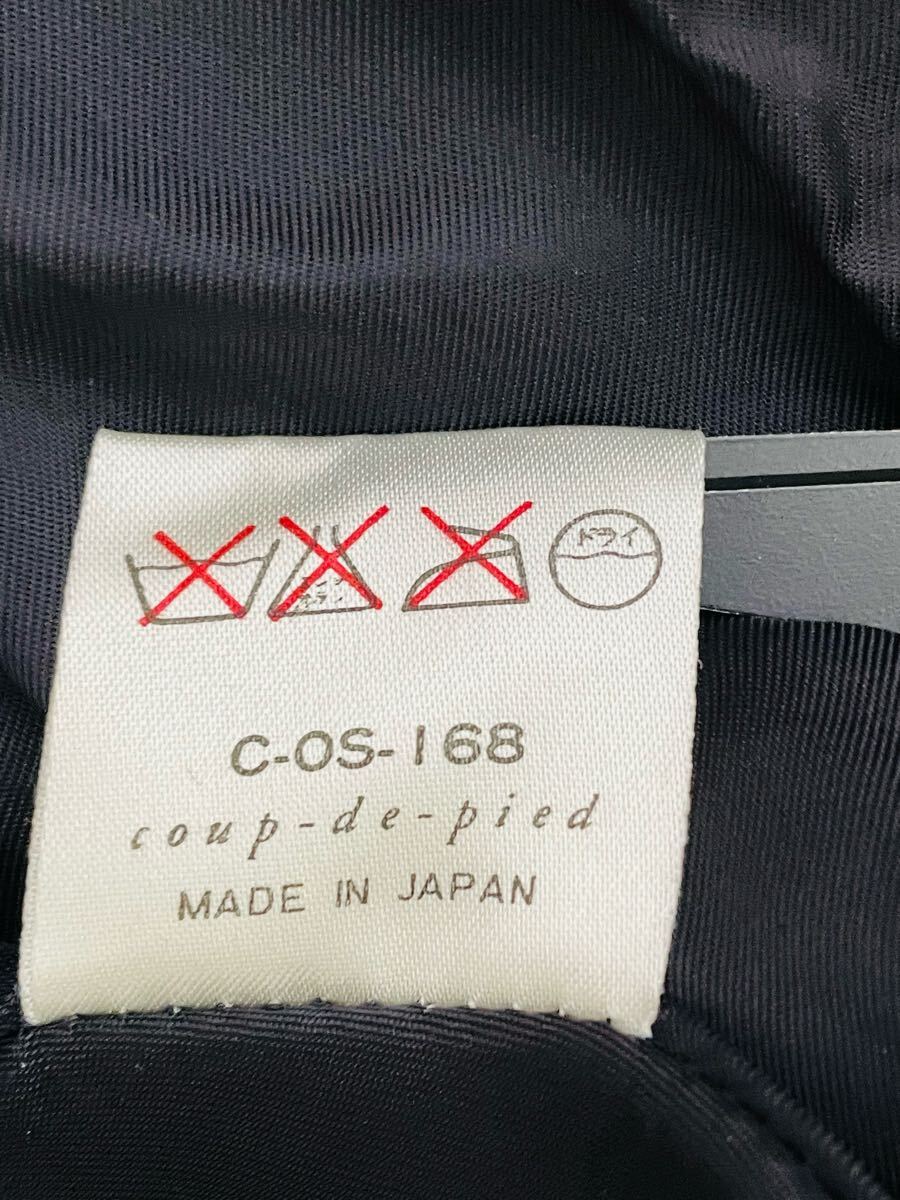 ドライ
C-OS-168
coup-de-pied
MADE IN JAPAN